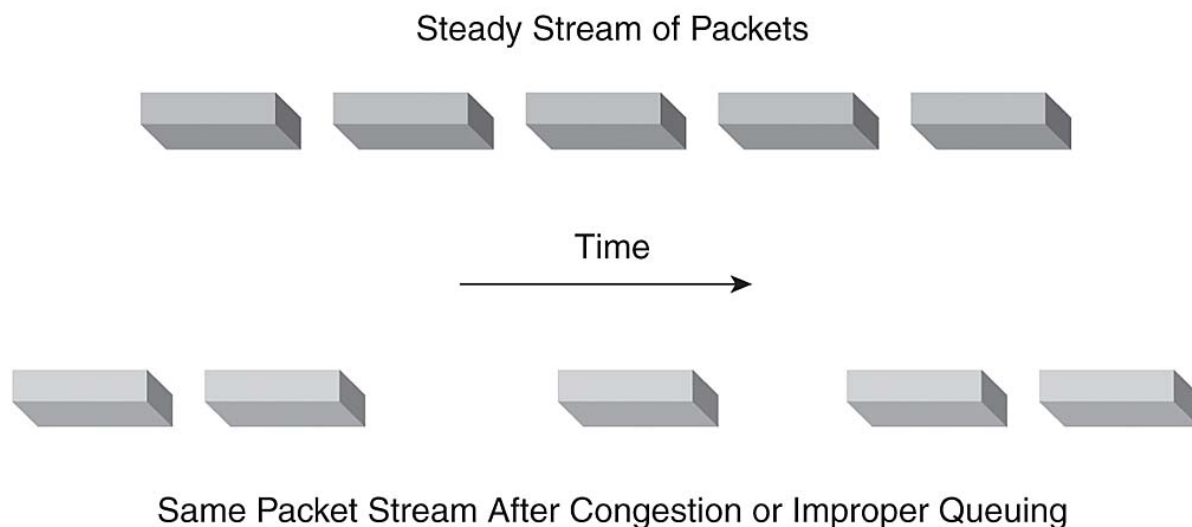 Steady Stream of Packets
Time
Same Packet Stream After Congestion or Improper Queuing